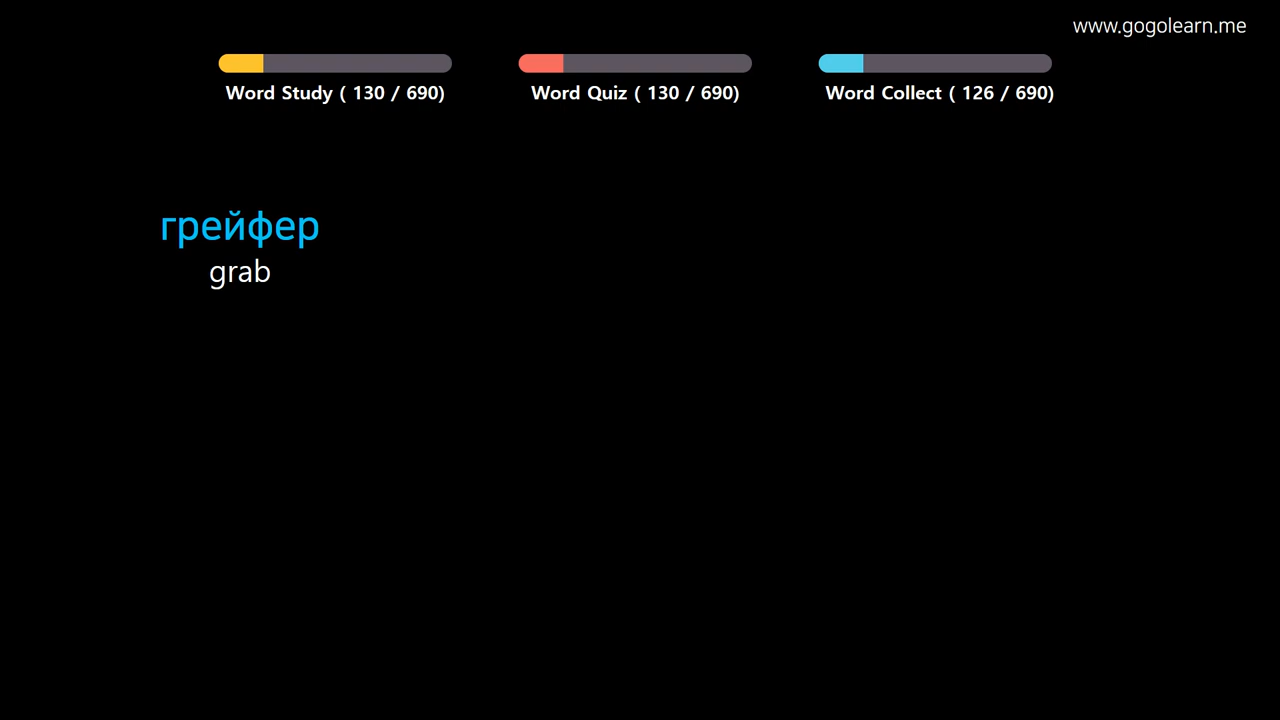 www.gogolearn.me
Word Study ( 130 / 690)
Word Quiz ( 130 / 690)
Word Collect ( 126 / 690)
грейфер
grab